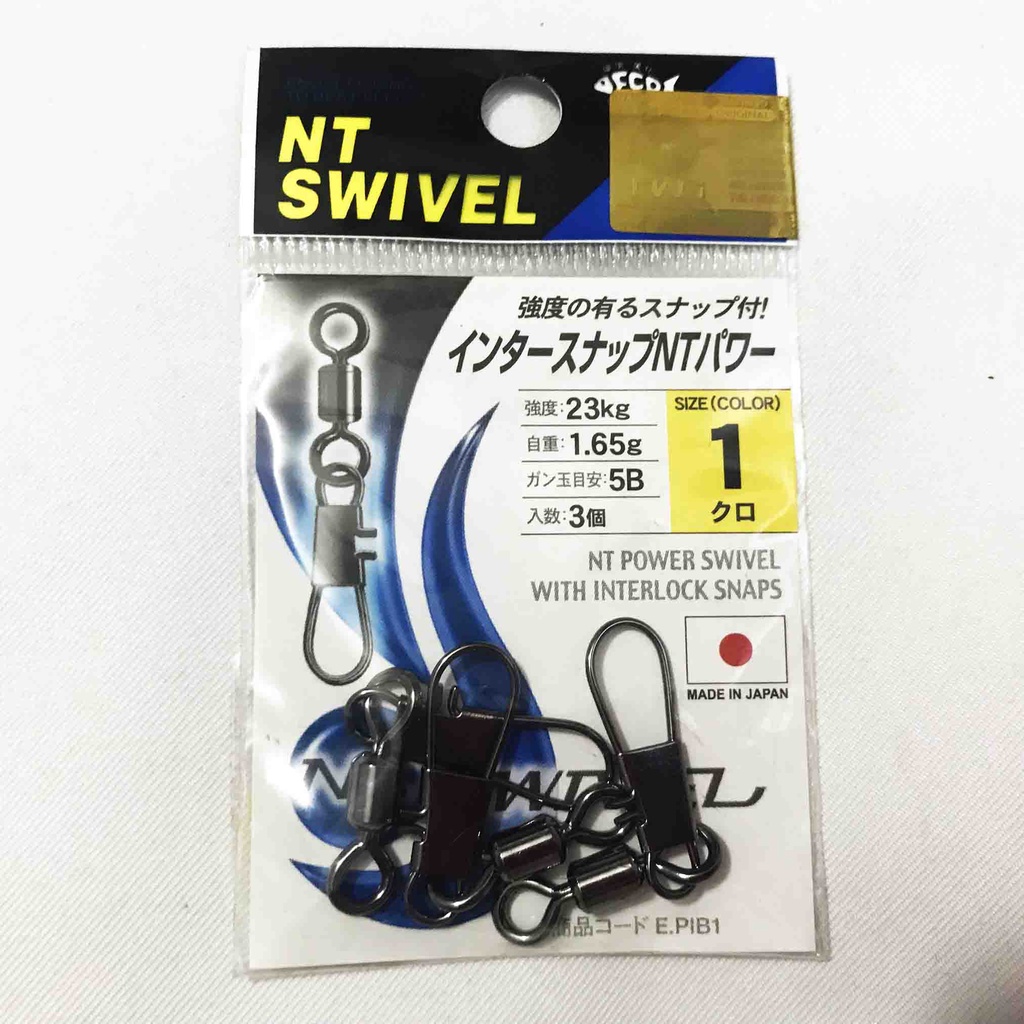 NT
SWIVEL
ORIGINAL
強度の有るスナップ付!
インタースナップNTパワー
強度:23kg
自重:1.65g
ガン玉目安:5B
入数:3個
SIZE(COLOR)
1
クロ
NT POWER SWIVEL
WITH INTERLOCK SNAPS
MADE IN JAPAN
商品コード E.PIB1